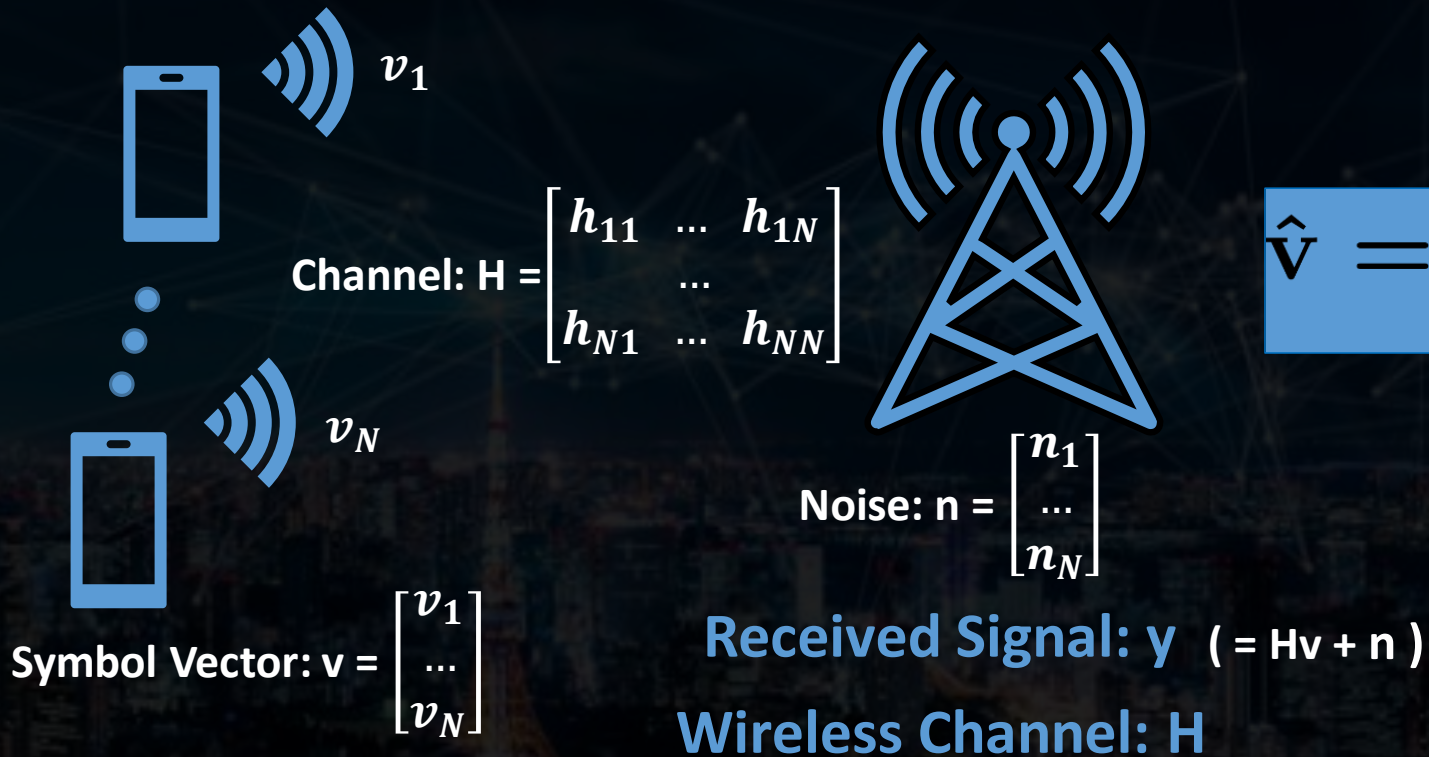 v₁
Channel: H = [h₁₁ ... h₁N
...
hN₁ ... hNN]
v̂ =
vN
Noise: n = [n₁
...
nN]
Symbol Vector: v = [v₁
...
vN]
Received Signal: y ( = Hv + n )
Wireless Channel: H